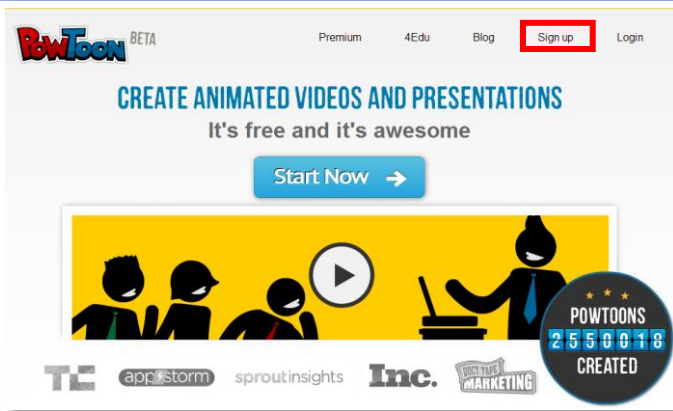 PowToon BETA Premium 4Edu Blog Sign up Login
CREATE ANIMATED VIDEOS AND PRESENTATIONS
It's free and it's awesome
Start Now
POWTOONS
2550018
CREATED
TC appstorm sproutinsights Inc. DUCT TAPE MARKETING